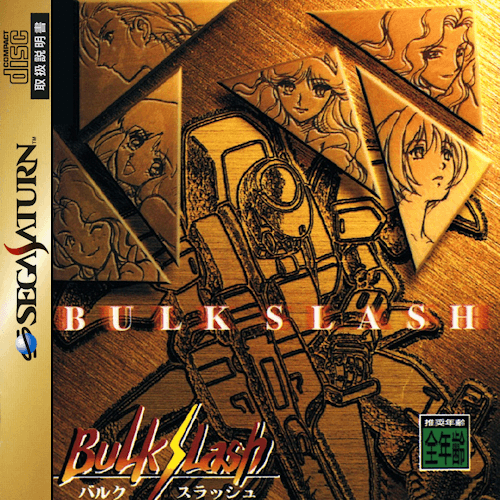 COMPACT
disc
取扱説明書
SEGA SATURN™
BULK SLASH
Bulk Slash
バルク スラッシュ
推奨年齢
全年齢